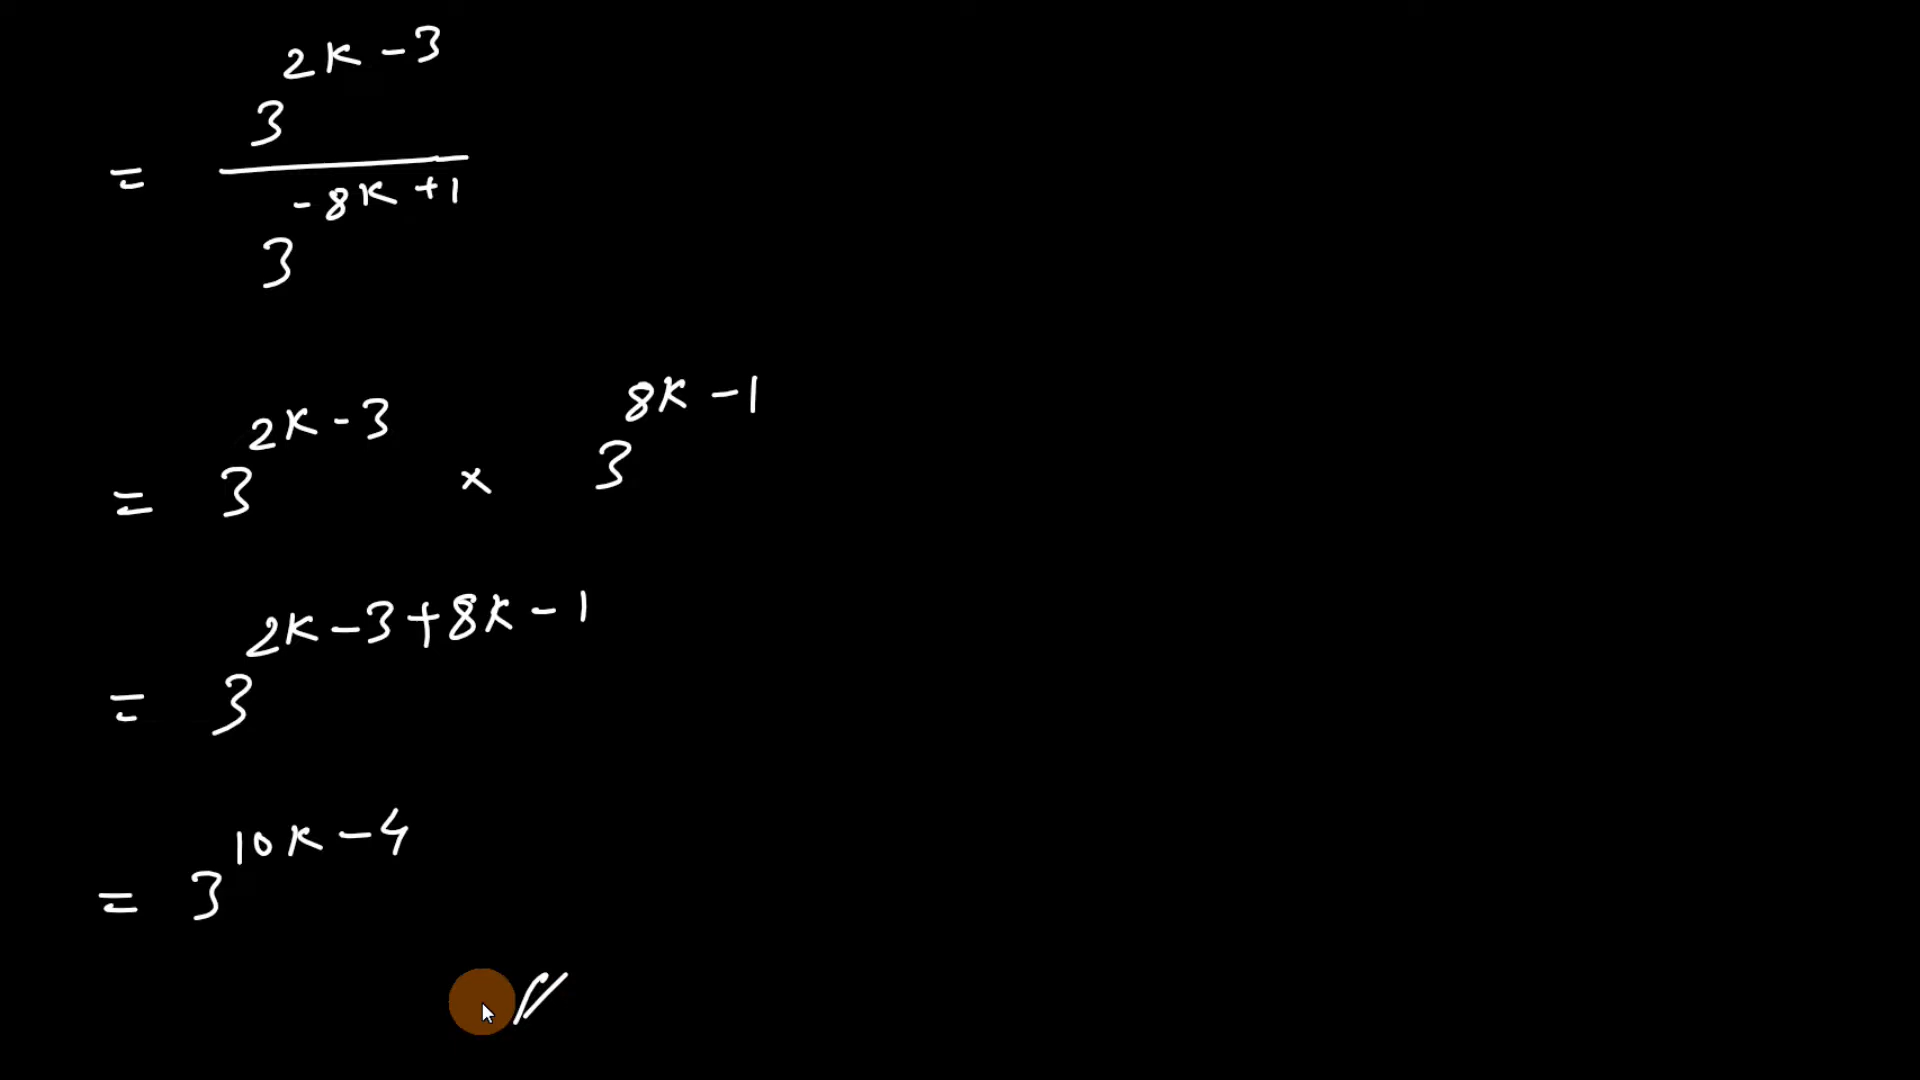 = 3^{2k-3} / 3^{-8k+1}
= 3^{2k-3} × 3^{8k-1}
= 3^{2k-3+8k-1}
= 3^{10k-4}